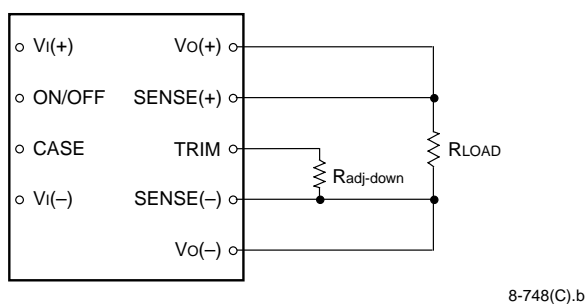 VI(+) VO(+)
ON/OFF SENSE(+)
CASE TRIM
Radj-down
RLOAD
VI(–) SENSE(–)
VO(–)
8-748(C).b